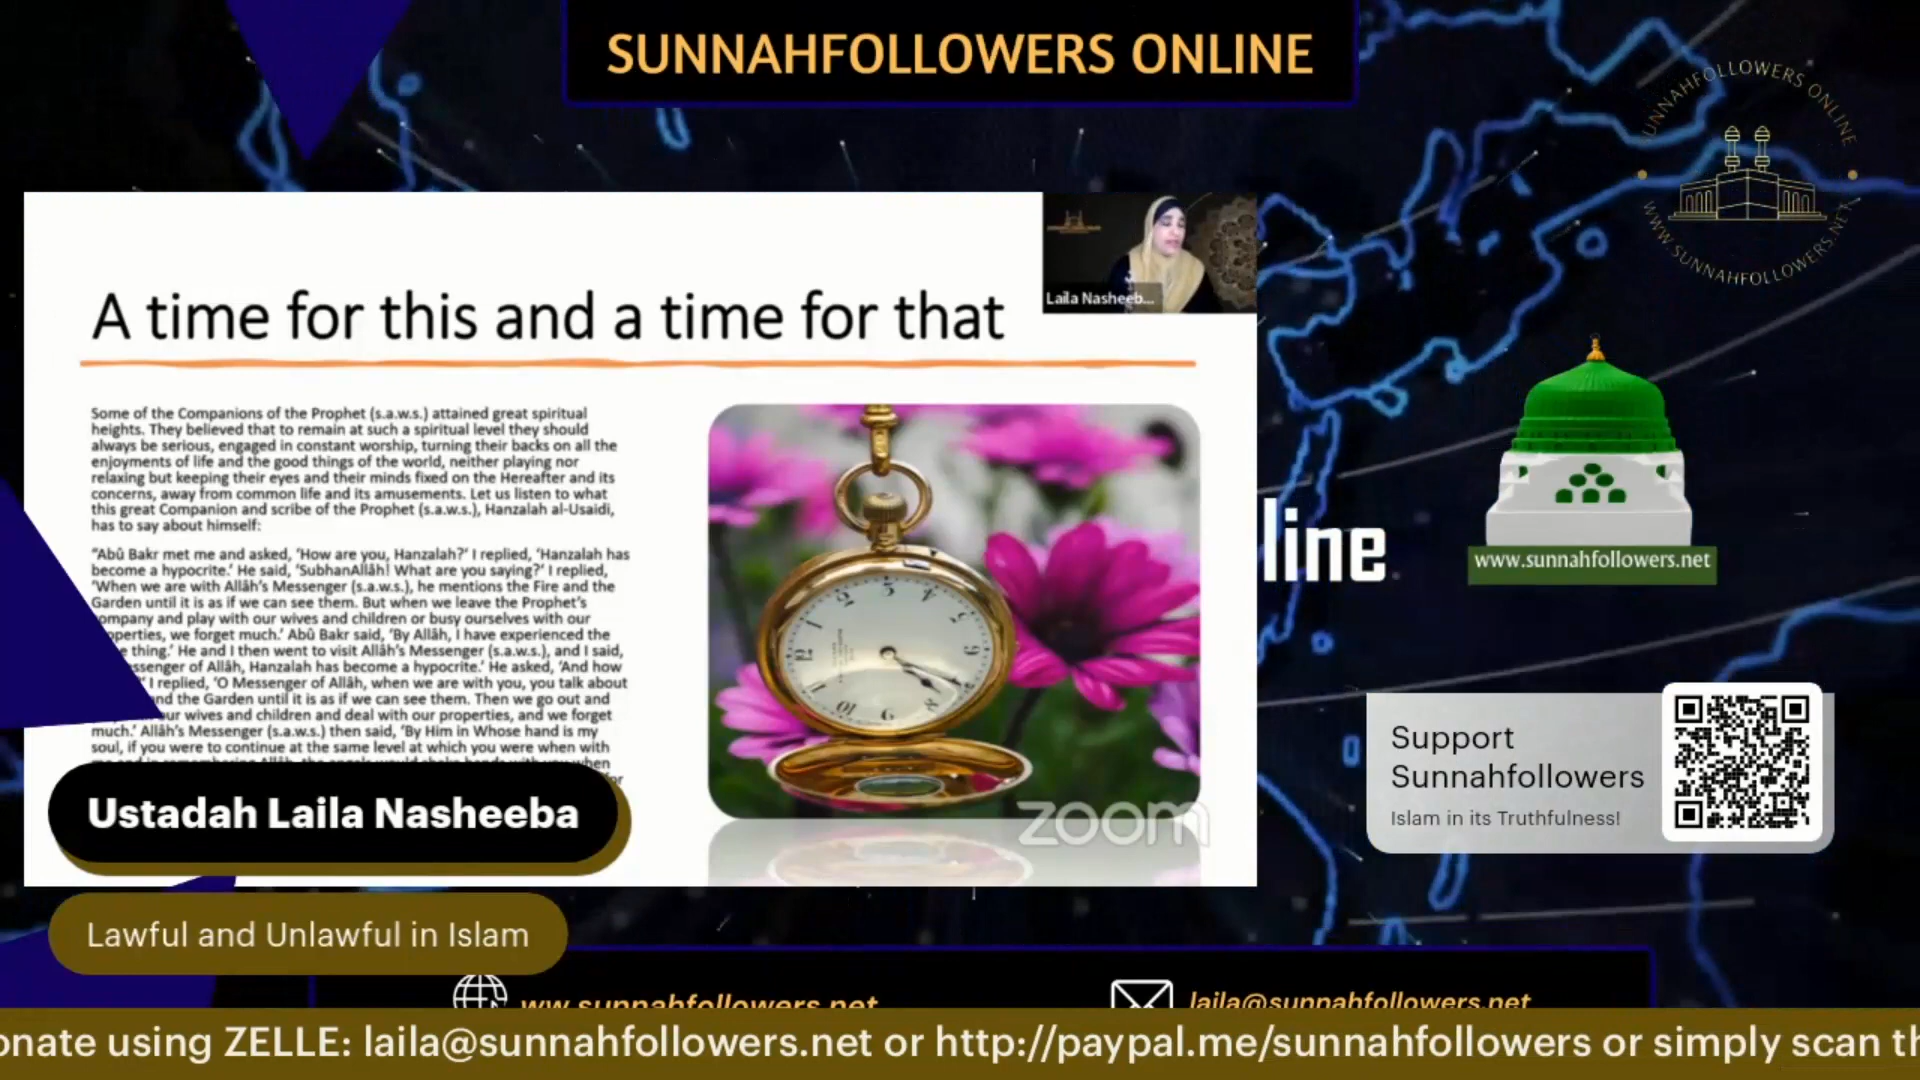 SUNNAHFOLLOWERS ONLINE
SUNNAHFOLLOWERS ONLINE
WWW.SUNNAHFOLLOWERS.NET
Laila Nasheeb...
A time for this and a time for that
Some of the Companions of the Prophet (s.a.w.s.) attained great spiritual
heights. They believed that to remain at such a spiritual level they should
always be serious, engaged in constant worship, turning their backs on all the
enjoyments of life and the good things of the world, neither playing nor
relaxing but keeping their eyes and their minds fixed on the Hereafter and its
concerns, away from common life and its amusements. Let us listen to what
this great Companion and scribe of the Prophet (s.a.w.s.), Hanzalah al-Usaidi,
has to say about himself:
"Abû Bakr met me and asked, 'How are you, Hanzalah?' I replied, 'Hanzalah has
become a hypocrite.' He said, 'SubhanAllâh! What are you saying?' I replied,
'When we are with Allâh's Messenger (s.a.w.s.), he mentions the Fire and the
Garden until it is as if we can see them. But when we leave the Prophet's
ompany and play with our wives and children or busy ourselves with our
operties, we forget much.' Abû Bakr said, 'By Allâh, I have experienced the
e thing.' He and I then went to visit Allâh's Messenger (s.a.w.s.), and I said,
essenger of Allâh, Hanzalah has become a hypocrite.' He asked, 'And how
' I replied, 'O Messenger of Allâh, when we are with you, you talk about
nd the Garden until it is as if we can see them. Then we go out and
ur wives and children and deal with our properties, and we forget
much.' Allâh's Messenger (s.a.w.s.) then said, 'By Him in Whose hand is my
soul, if you were to continue at the same level at which you were when with
zoom
line
www.sunnahfollowers.net
Support
Sunnahfollowers
Islam in its Truthfulness!
Ustadah Laila Nasheeba
Lawful and Unlawful in Islam
ww.sunnahfollowers.net
laila@sunnahfollowers.net
onate using ZELLE: laila@sunnahfollowers.net or http://paypal.me/sunnahfollowers or simply scan th